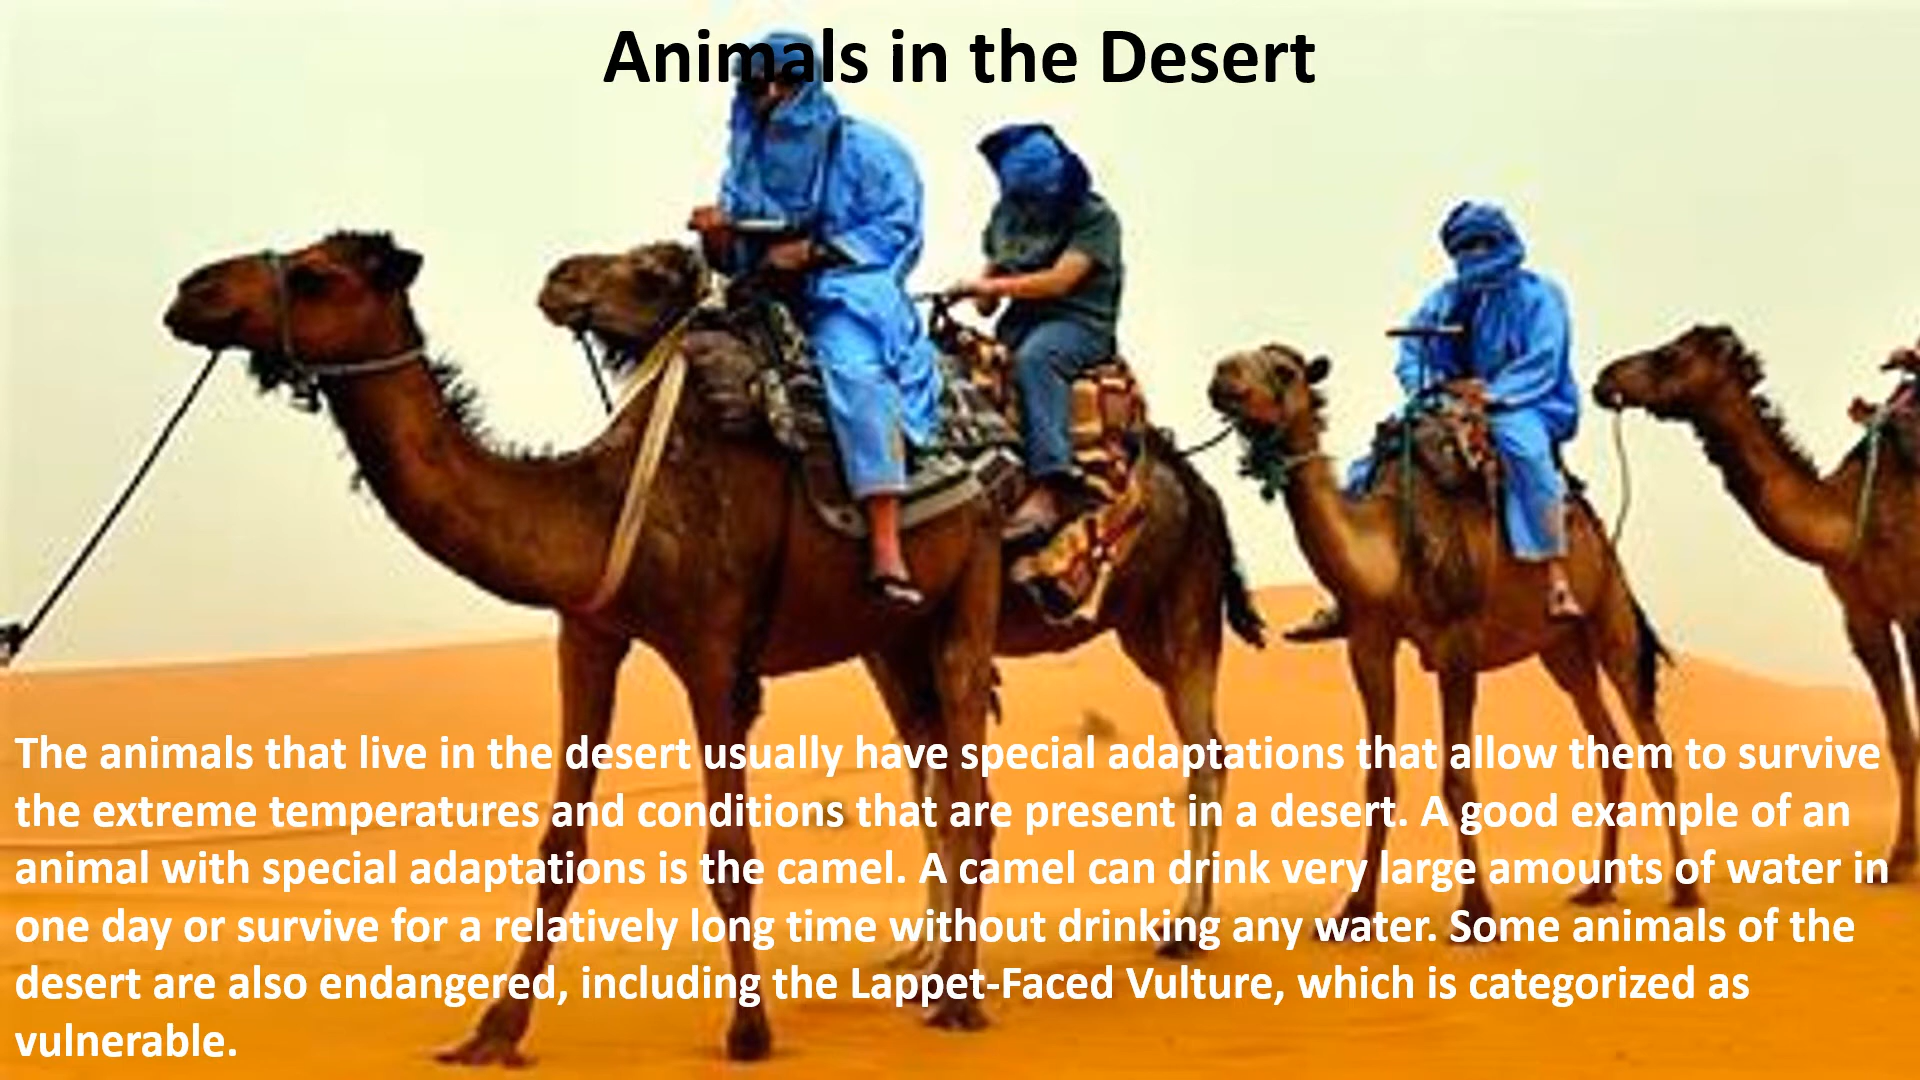 Animals in the Desert
The animals that live in the desert usually have special adaptations that allow them to survive
the extreme temperatures and conditions that are present in a desert. A good example of an
animal with special adaptations is the camel. A camel can drink very large amounts of water in
one day or survive for a relatively long time without drinking any water. Some animals of the
desert are also endangered, including the Lappet-Faced Vulture, which is categorized as
vulnerable.